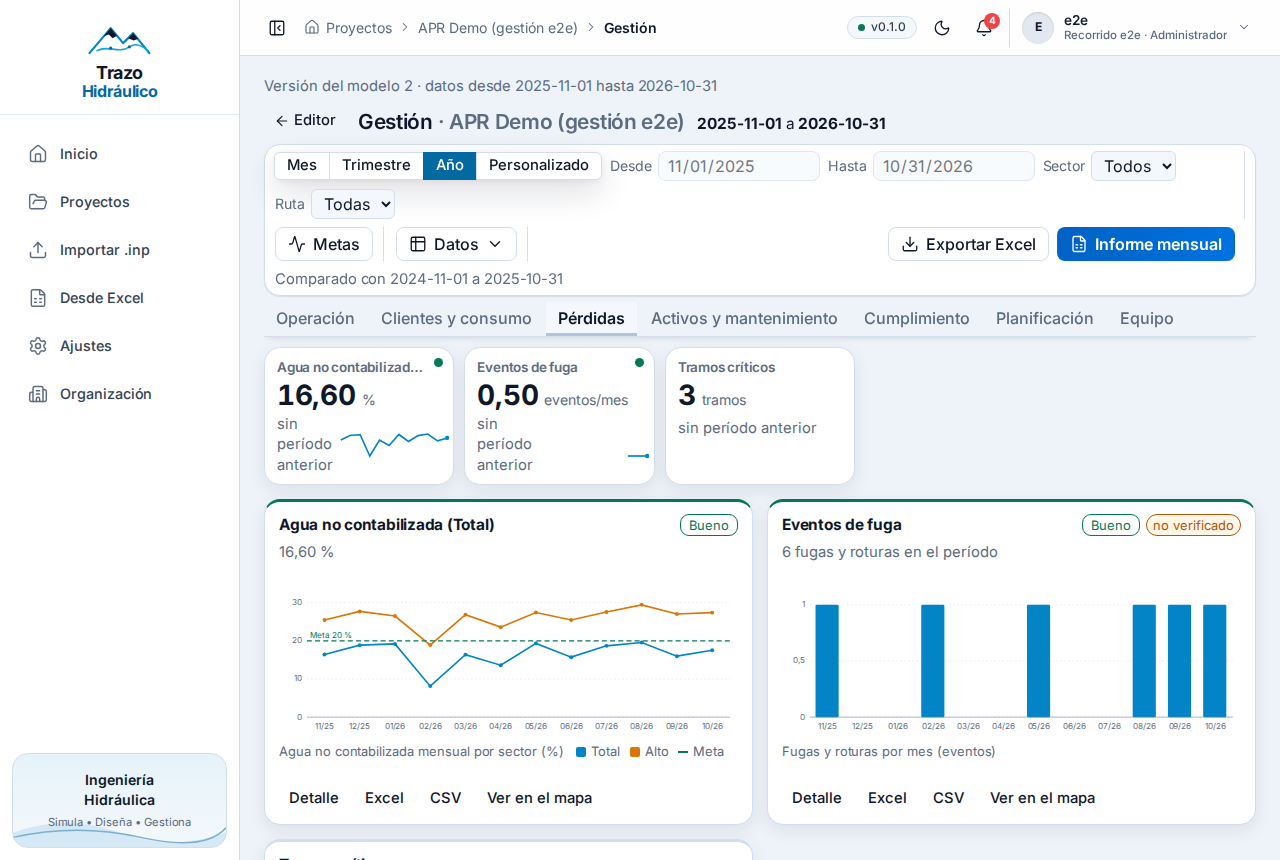 Trazo
Hidráulico
Inicio
Proyectos
Importar .inp
Desde Excel
Ajustes
Organización
Ingeniería
Hidráulica
Simula • Diseña • Gestiona
Proyectos
APR Demo (gestión e2e)
Gestión
v0.1.0
4
E
e2e
Recorrido e2e · Administrador
Versión del modelo 2 · datos desde 2025-11-01 hasta 2026-10-31
Editor
Gestión · APR Demo (gestión e2e) 2025-11-01 a 2026-10-31
Mes Trimestre Año Personalizado Desde 11/01/2025 Hasta 10/31/2026 Sector Todos
Ruta Todas
Metas Datos Exportar Excel Informe mensual
Comparado con 2024-11-01 a 2025-10-31
Operación Clientes y consumo Pérdidas Activos y mantenimiento Cumplimiento Planificación Equipo
Agua no contabilizad...
16,60 %
sin
período
anterior
Eventos de fuga
0,50 eventos/mes
sin
período
anterior
Tramos críticos
3 tramos
sin período anterior
Agua no contabilizada (Total)
Bueno
16,60 %
30
20
10
0
Meta 20 %
11/25 12/25 01/26 02/26 03/26 04/26 05/26 06/26 07/26 08/26 09/26 10/26
Agua no contabilizada mensual por sector (%) Total Alto Meta
Detalle Excel CSV Ver en el mapa
Eventos de fuga
Bueno no verificado
6 fugas y roturas en el período
1
0,5
0
11/25 12/25 01/26 02/26 03/26 04/26 05/26 06/26 07/26 08/26 09/26 10/26
Fugas y roturas por mes (eventos)
Detalle Excel CSV Ver en el mapa